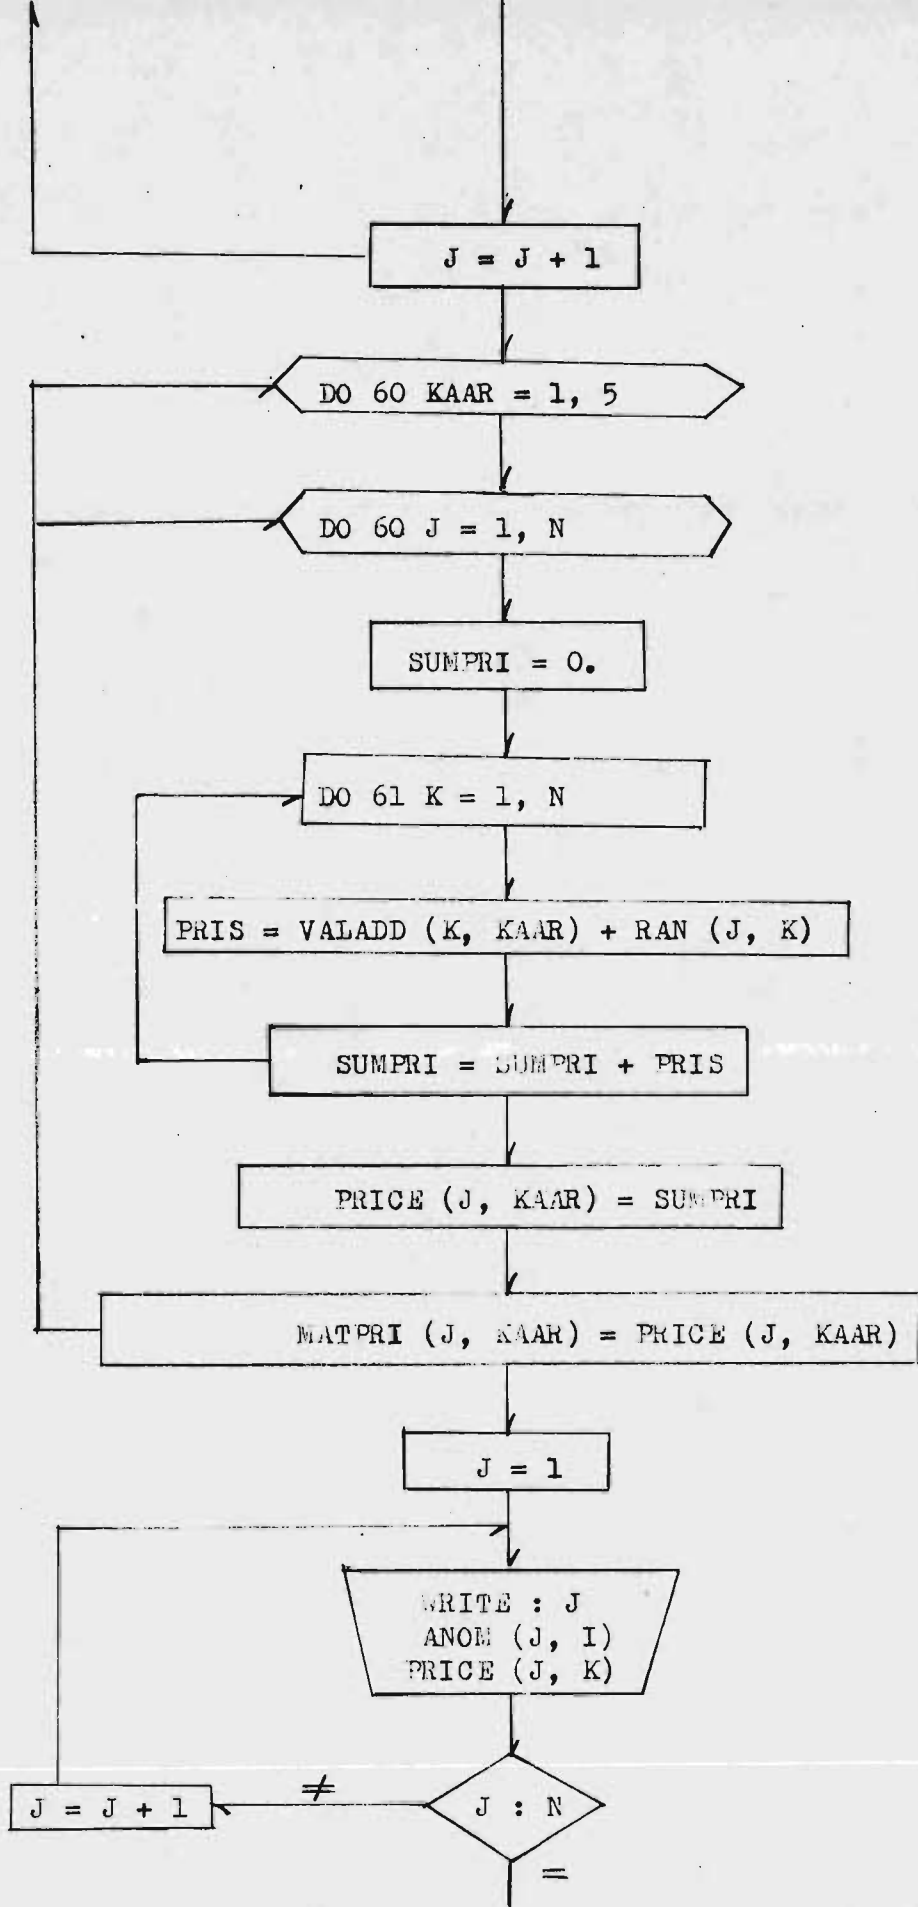 J = J + 1
DO 60 KAAR = 1, 5
DO 60 J = 1, N
SUMPRI = 0.
DO 61 K = 1, N
PRIS = VALADD (K, KAAR) + RAN (J, K)
SUMPRI = SUMPRI + PRIS
PRICE (J, KAAR) = SUMPRI
MATPRI (J, KAAR) = PRICE (J, KAAR)
J = 1
WRITE : J
ANOM (J, I)
PRICE (J, K)
J = J + 1
≠
J : N
=